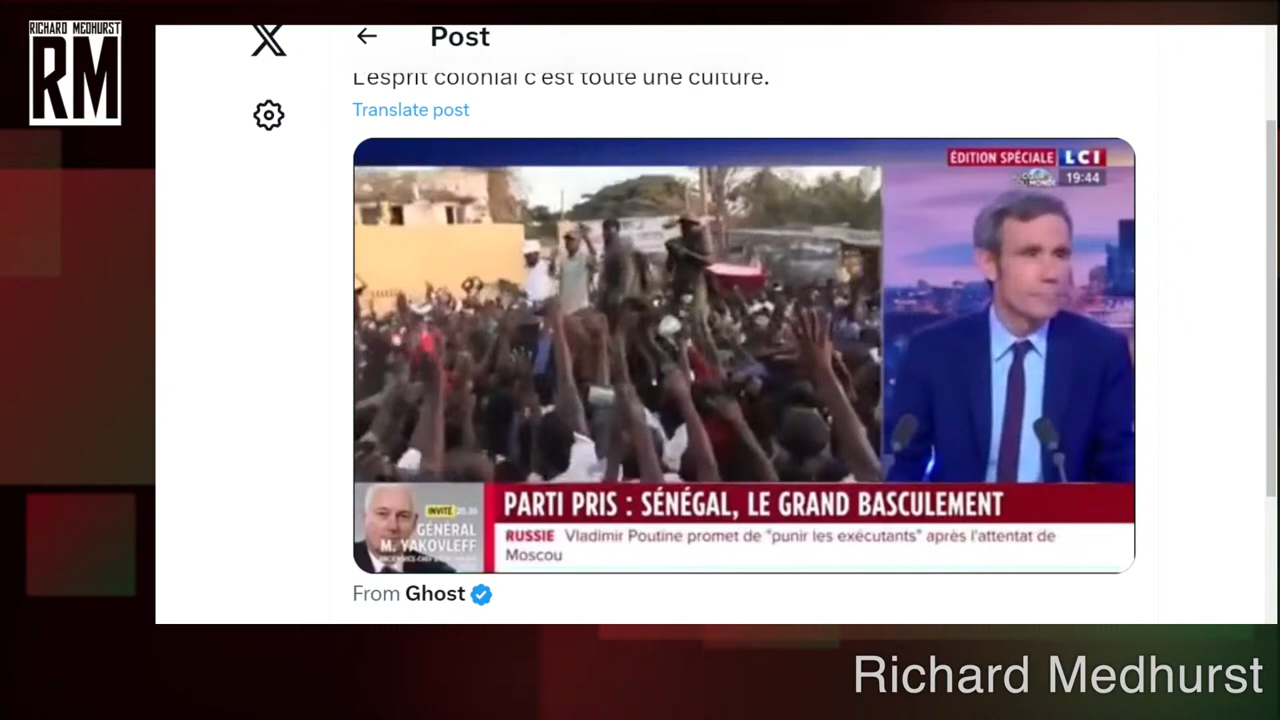 RICHARD MEDHURST
RM
Post
L'esprit colonial c'est toute une culture.
Translate post
ÉDITION SPÉCIALE LCI
19:44
INVITÉ 20.30
GÉNÉRAL
M. YAKOVLEFF
PARTI PRIS : SÉNÉGAL, LE GRAND BASCULEMENT
RUSSIE Vladimir Poutine promet de "punir les exécutants" après l'attentat de
Moscou
From Ghost
Richard Medhurst